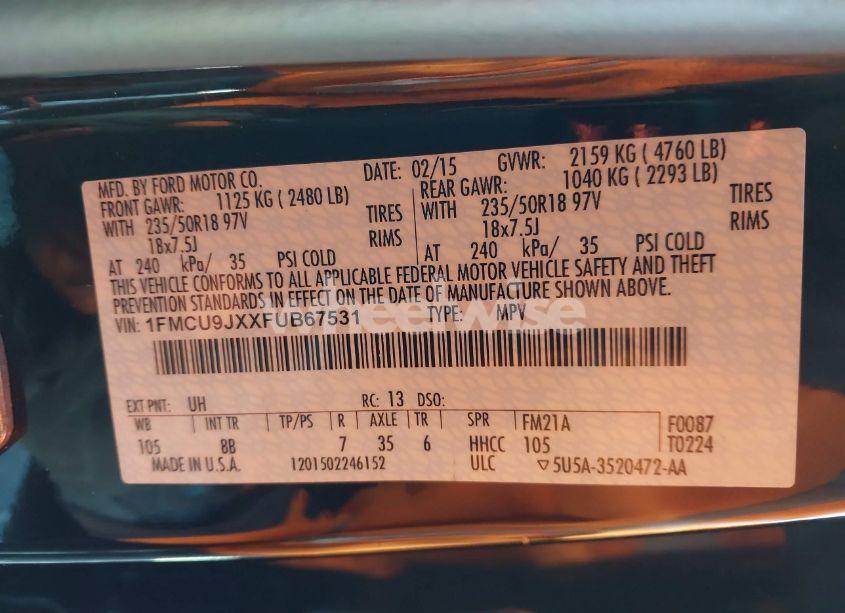 MFD. BY FORD MOTOR CO. DATE: 02/15 GVWR: 2159 KG ( 4760 LB)
FRONT GAWR: 1125 KG ( 2480 LB) REAR GAWR: 1040 KG ( 2293 LB)
WITH 235/50R18 97V TIRES WITH 235/50R18 97V TIRES
18x7.5J RIMS 18x7.5J RIMS
AT 240 kPa/ 35 PSI COLD AT 240 kPa/ 35 PSI COLD
THIS VEHICLE CONFORMS TO ALL APPLICABLE FEDERAL MOTOR VEHICLE SAFETY AND THEFT
PREVENTION STANDARDS IN EFFECT ON THE DATE OF MANUFACTURE SHOWN ABOVE.
VIN: 1FMCU9JXXFUB67531 TYPE: MPV
wheelwise
EXT PNT: UH RC: 13 DSO:
WB INT TR TP/PS R AXLE TR SPR FM21A F0087
105 8B 7 35 6 HHCC 105 T0224
MADE IN U.S.A. 1201502246152 ULC ▽5U5A-3520472-AA